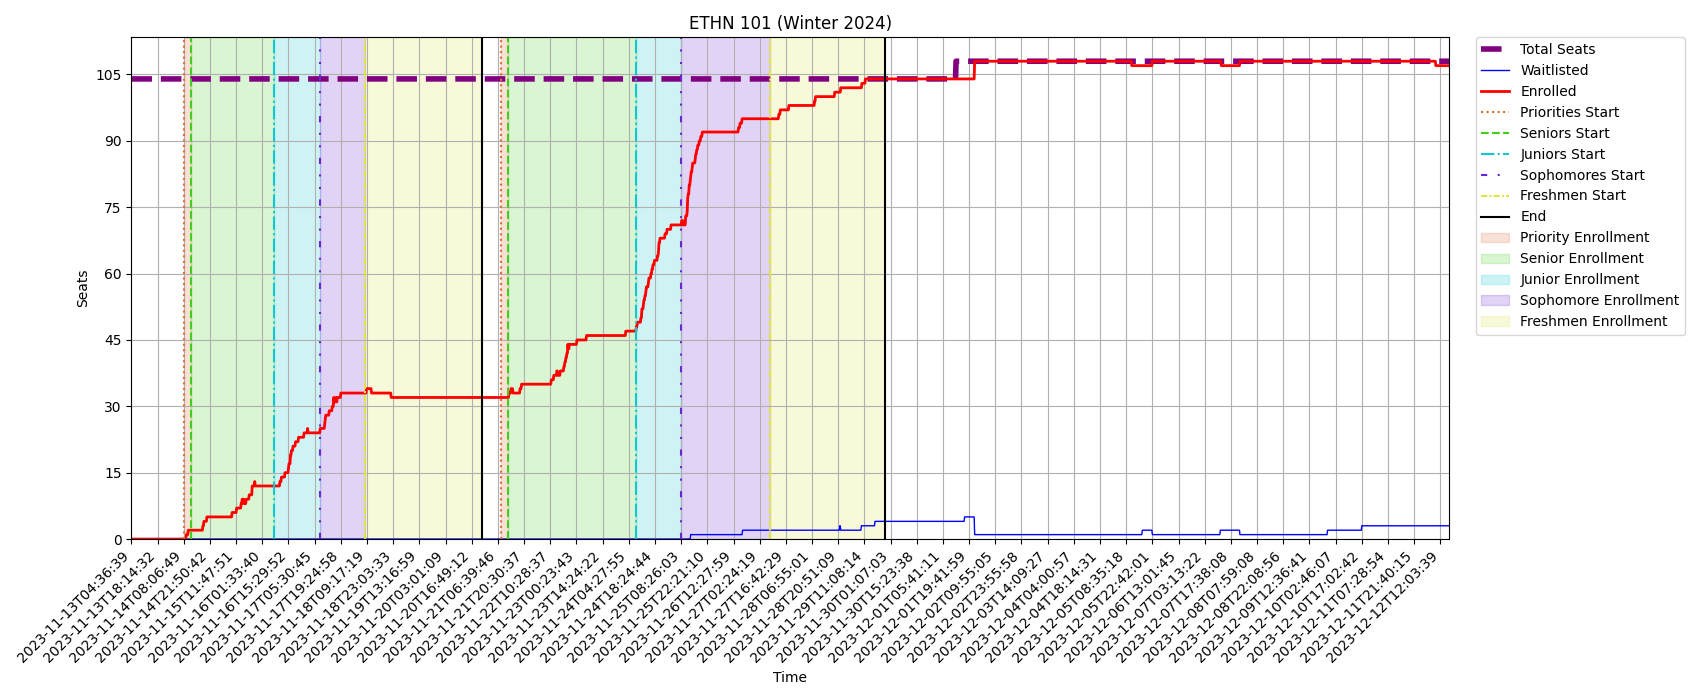 ETHN 101 (Winter 2024)
Seats
105
90
75
60
45
30
15
0
2023-11-13T04:36:39
2023-11-13T18:14:32
2023-11-14T08:06:49
2023-11-14T21:50:42
2023-11-15T11:47:51
2023-11-16T01:33:40
2023-11-16T15:29:52
2023-11-17T05:30:45
2023-11-17T19:24:58
2023-11-18T09:17:19
2023-11-18T23:03:33
2023-11-19T13:16:59
2023-11-20T03:01:09
2023-11-20T16:49:12
2023-11-21T06:39:46
2023-11-21T20:30:37
2023-11-22T10:28:37
2023-11-23T00:23:43
2023-11-23T14:24:22
2023-11-24T04:27:55
2023-11-24T18:24:44
2023-11-25T08:26:03
2023-11-25T22:21:10
2023-11-26T12:27:59
2023-11-27T02:24:19
2023-11-27T16:42:29
2023-11-28T06:55:01
2023-11-28T20:51:09
2023-11-29T11:08:14
2023-11-30T01:07:03
2023-11-30T15:23:38
2023-12-01T05:41:11
2023-12-01T19:41:59
2023-12-02T09:55:05
2023-12-02T23:55:58
2023-12-03T14:09:27
2023-12-04T04:00:57
2023-12-04T18:14:31
2023-12-05T08:35:18
2023-12-05T22:42:01
2023-12-06T13:01:45
2023-12-07T03:13:22
2023-12-07T17:38:08
2023-12-08T07:59:08
2023-12-08T22:08:56
2023-12-09T12:36:41
2023-12-10T02:46:07
2023-12-10T17:02:42
2023-12-11T07:28:54
2023-12-11T21:40:15
2023-12-12T12:03:39
Time
Total Seats
Waitlisted
Enrolled
Priorities Start
Seniors Start
Juniors Start
Sophomores Start
Freshmen Start
End
Priority Enrollment
Senior Enrollment
Junior Enrollment
Sophomore Enrollment
Freshmen Enrollment